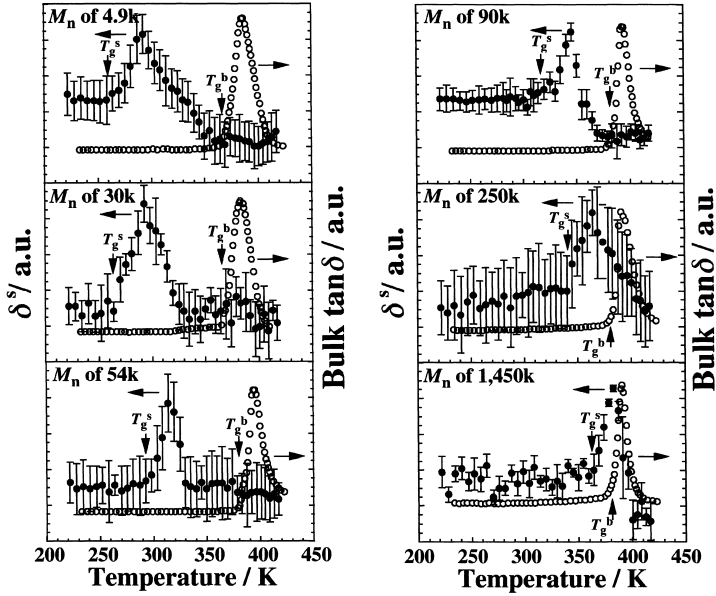 Mn of 4.9k
Tgs
Tgb
Mn of 30k
Tgs
Tgb
Mn of 54k
Tgs
Tgb
δs/ a.u.
Bulk tanδ / a.u.
200 250 300 350 400 450
Temperature / K
Mn of 90k
Tgs
Tgb
Mn of 250k
Tgs
Tgb
Mn of 1,450k
Tgs
Tgb
δs/ a.u.
Bulk tanδ / a.u.
200 250 300 350 400 450
Temperature / K